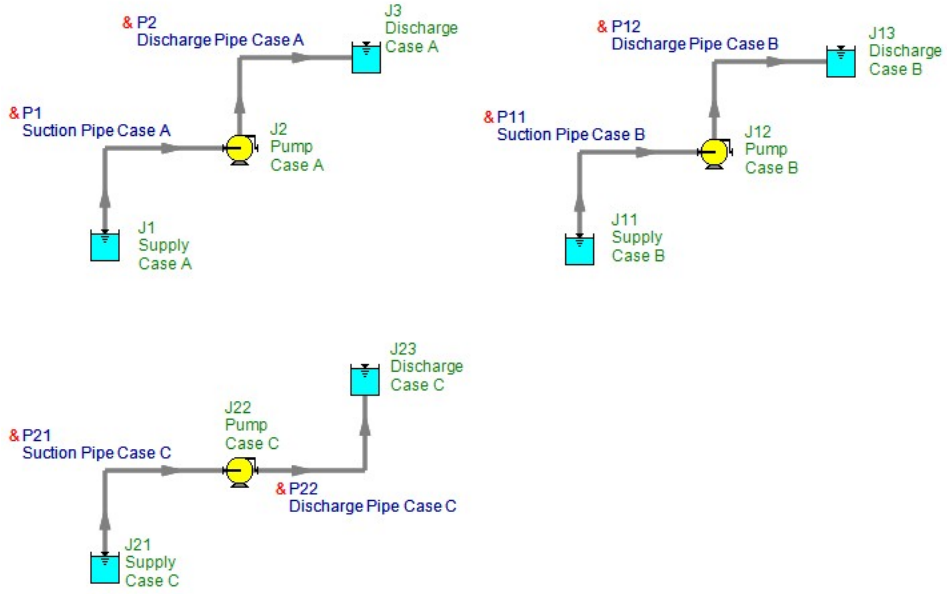 & P2
Discharge Pipe Case A
J3
Discharge
Case A
& P1
Suction Pipe Case A
J2
Pump
Case A
J1
Supply
Case A
& P12
Discharge Pipe Case B
J13
Discharge
Case B
& P11
Suction Pipe Case B
J12
Pump
Case B
J11
Supply
Case B
J23
Discharge
Case C
J22
Pump
Case C
& P21
Suction Pipe Case C
& P22
Discharge Pipe Case C
J21
Supply
Case C